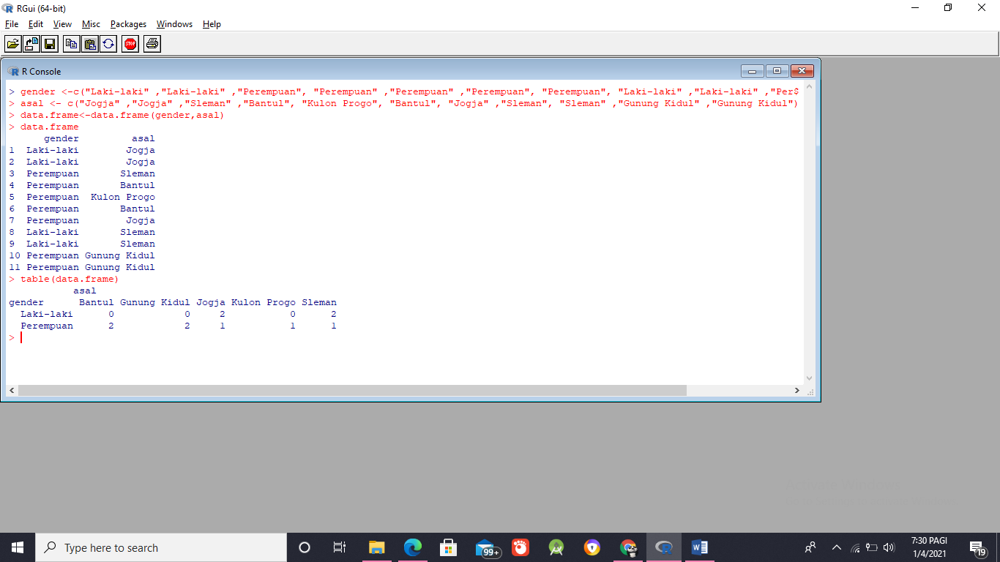 RGui (64-bit)
File Edit View Misc Packages Windows Help
STOP
R Console
> gender <-c("Laki-laki" ,"Laki-laki" ,"Perempuan", "Perempuan" ,"Perempuan" ,"Perempuan", "Perempuan", "Laki-laki" ,"Laki-laki" ,"Per$
> asal <- c("Jogja" ,"Jogja" ,"Sleman" ,"Bantul", "Kulon Progo", "Bantul", "Jogja" ,"Sleman", "Sleman" ,"Gunung Kidul" ,"Gunung Kidul")
> data.frame<-data.frame(gender,asal)
> data.frame
gender asal
1 Laki-laki Jogja
2 Laki-laki Jogja
3 Perempuan Sleman
4 Perempuan Bantul
5 Perempuan Kulon Progo
6 Perempuan Bantul
7 Perempuan Jogja
8 Laki-laki Sleman
9 Laki-laki Sleman
10 Perempuan Gunung Kidul
11 Perempuan Gunung Kidul
> table(data.frame)
asal
gender Bantul Gunung Kidul Jogja Kulon Progo Sleman
Laki-laki 0 0 2 0 2
Perempuan 2 2 1 1 1
>
Type here to search
99+
7:30 PAGI
1/4/2021
19